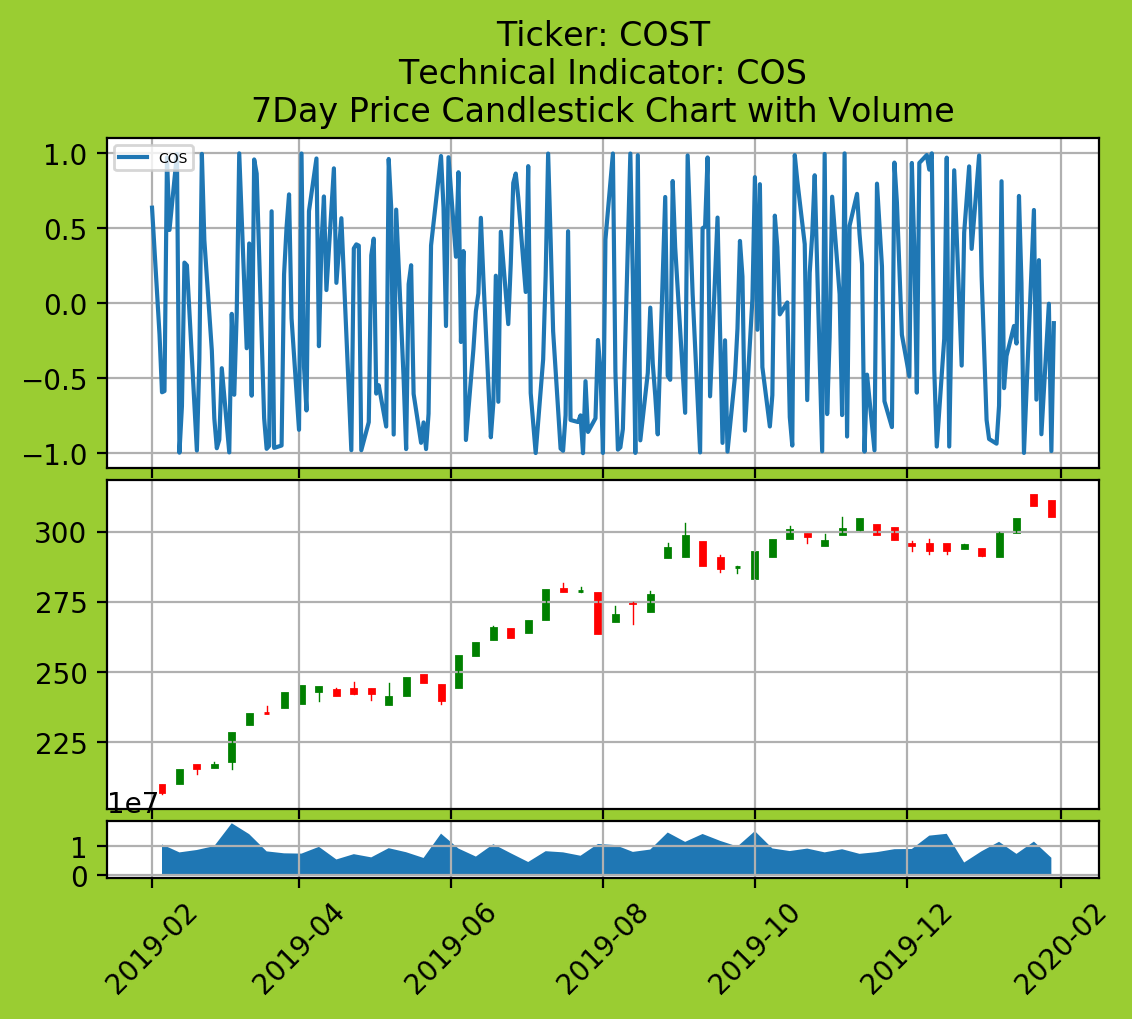 Ticker: COST
Technical Indicator: COS
7Day Price Candlestick Chart with Volume
1.0
COS
0.5
0.0
−0.5
−1.0
300
275
250
225
1e7
1
0
2019-02 2019-04 2019-06 2019-08 2019-10 2019-12 2020-02